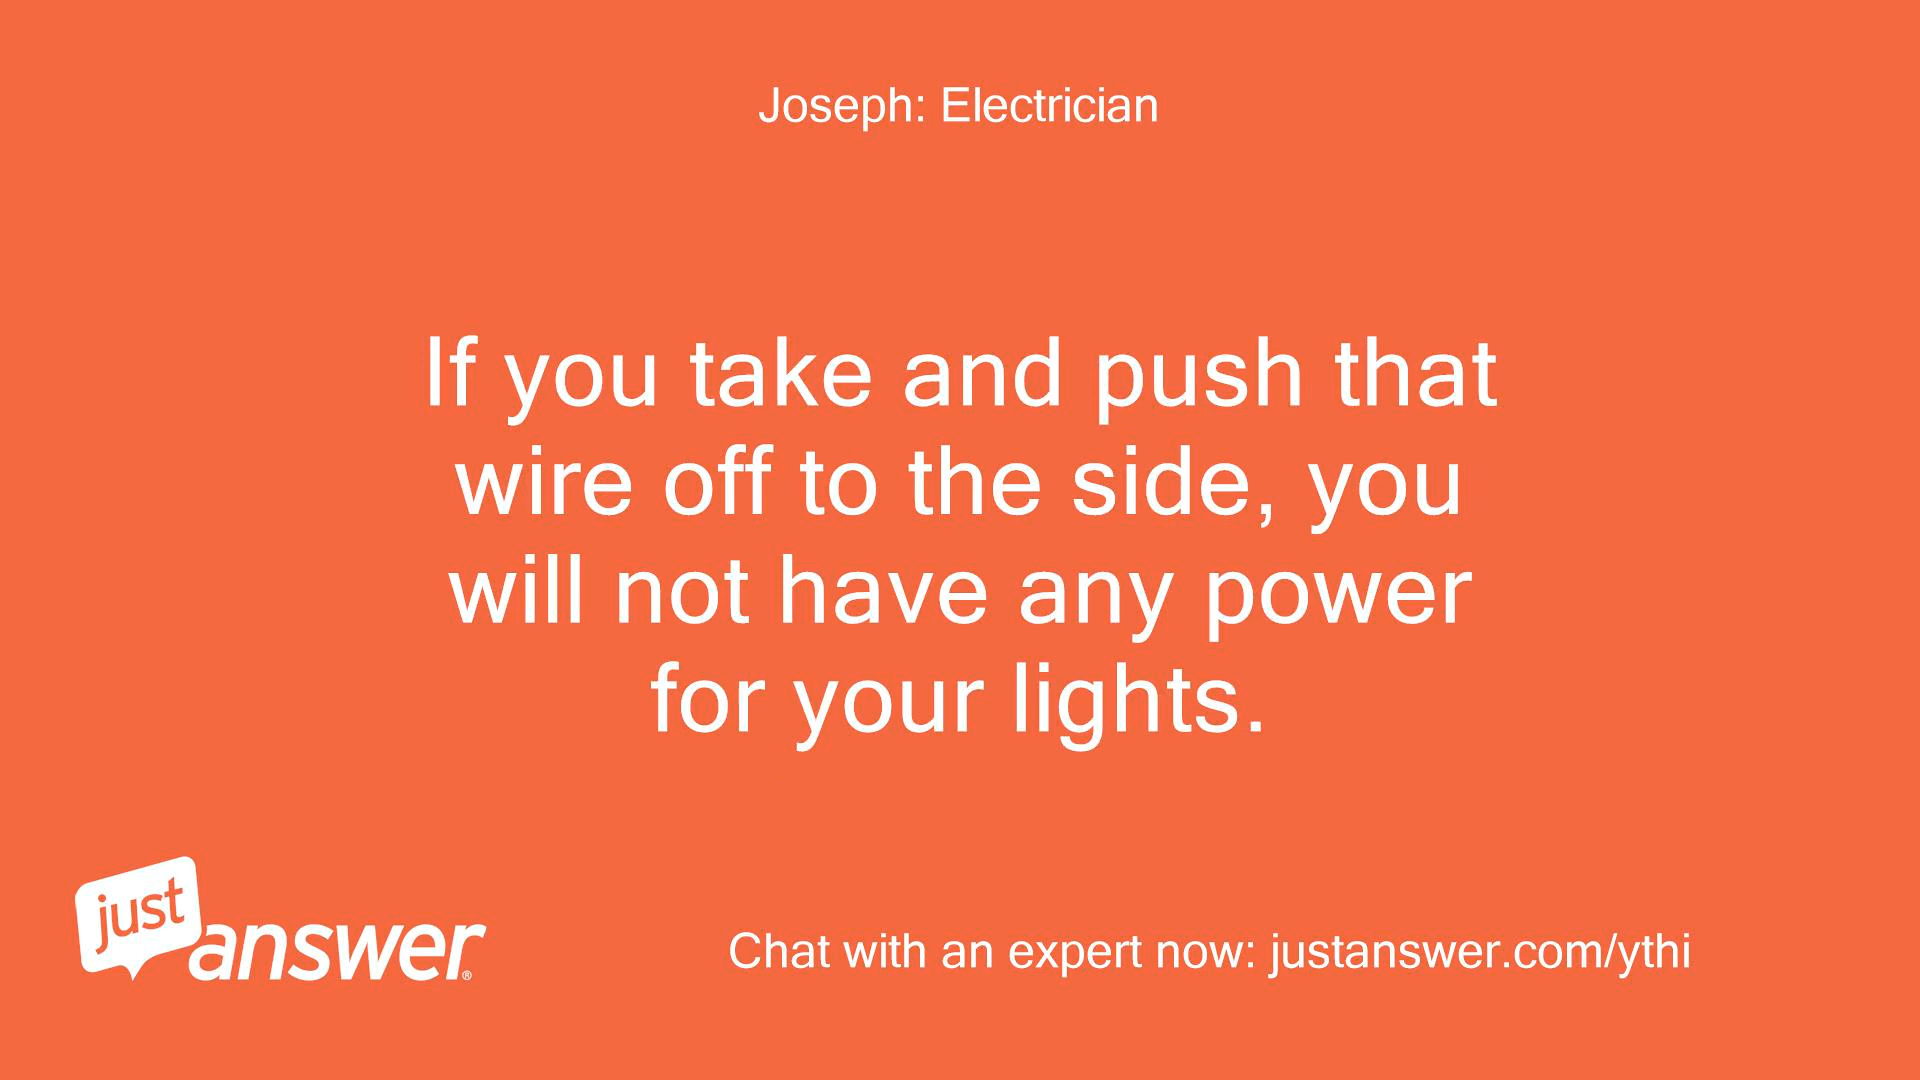 Joseph: Electrician
If you take and push that
wire off to the side, you
will not have any power
for your lights.
just
answer®
Chat with an expert now: justanswer.com/ythi